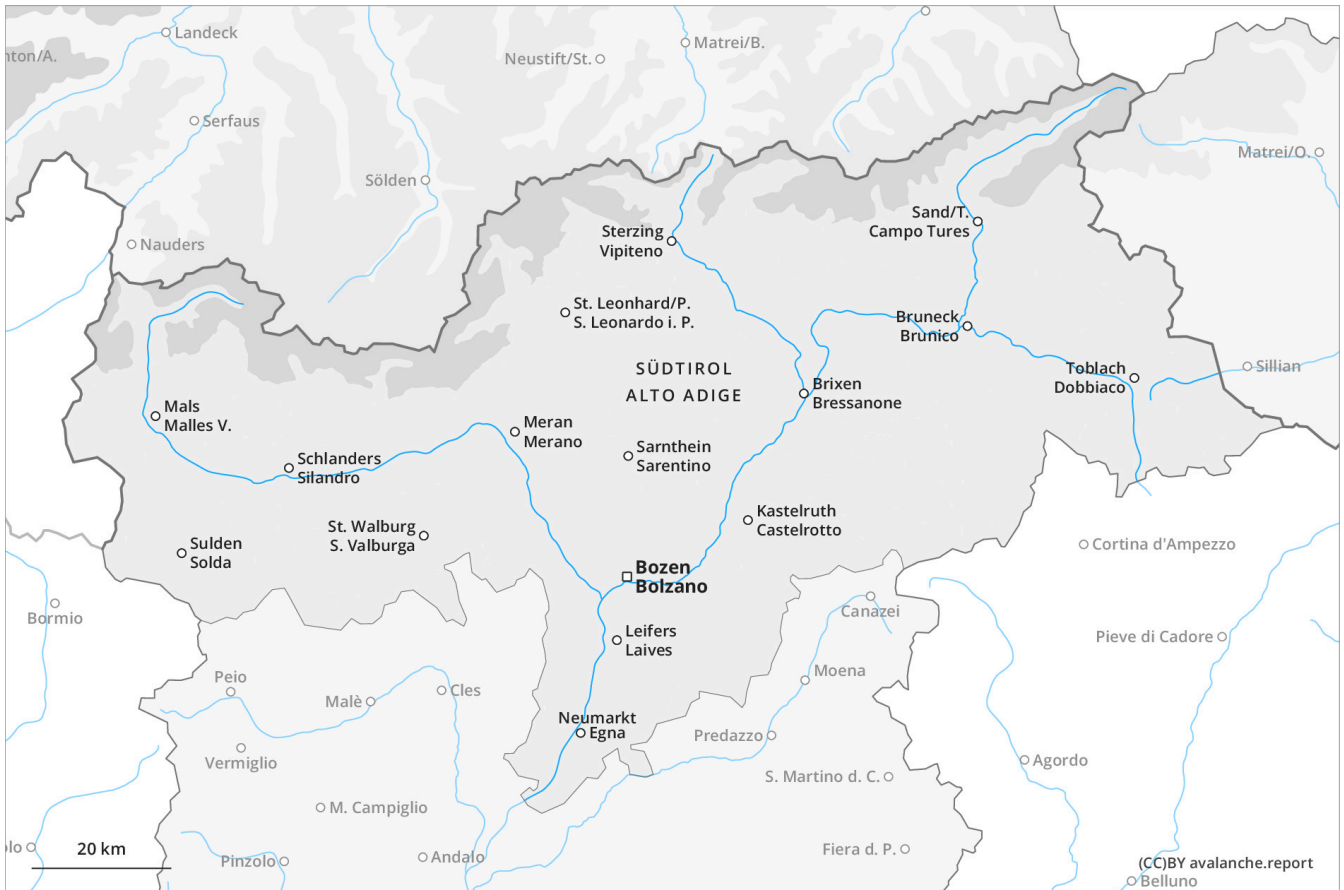 Landeck
nton/A.
Matrei/B.
Neustift/St.
Serfaus
Matrei/O.
Sölden
Sand/T.
Campo Tures
Sterzing
Vipiteno
Nauders
St. Leonhard/P.
S. Leonardo i. P.
Bruneck
Brunico
SÜDTIROL
ALTO ADIGE
Toblach
Dobbiaco
Sillian
Brixen
Bressanone
Mals
Malles V.
Meran
Merano
Sarnthein
Sarentino
Schlanders
Silandro
Kastelruth
Castelrotto
St. Walburg
S. Valburga
Sulden
Solda
Cortina d'Ampezzo
Bozen
Bolzano
Bormio
Canazei
Leifers
Laives
Pieve di Cadore
Peio
Moena
Malè
Cles
Neumarkt
Egna
Predazzo
Vermiglio
Agordo
S. Martino d. C.
M. Campiglio
olo
20 km
Pinzolo
Andalo
Fiera d. P.
(CC)BY avalanche.report
Belluno